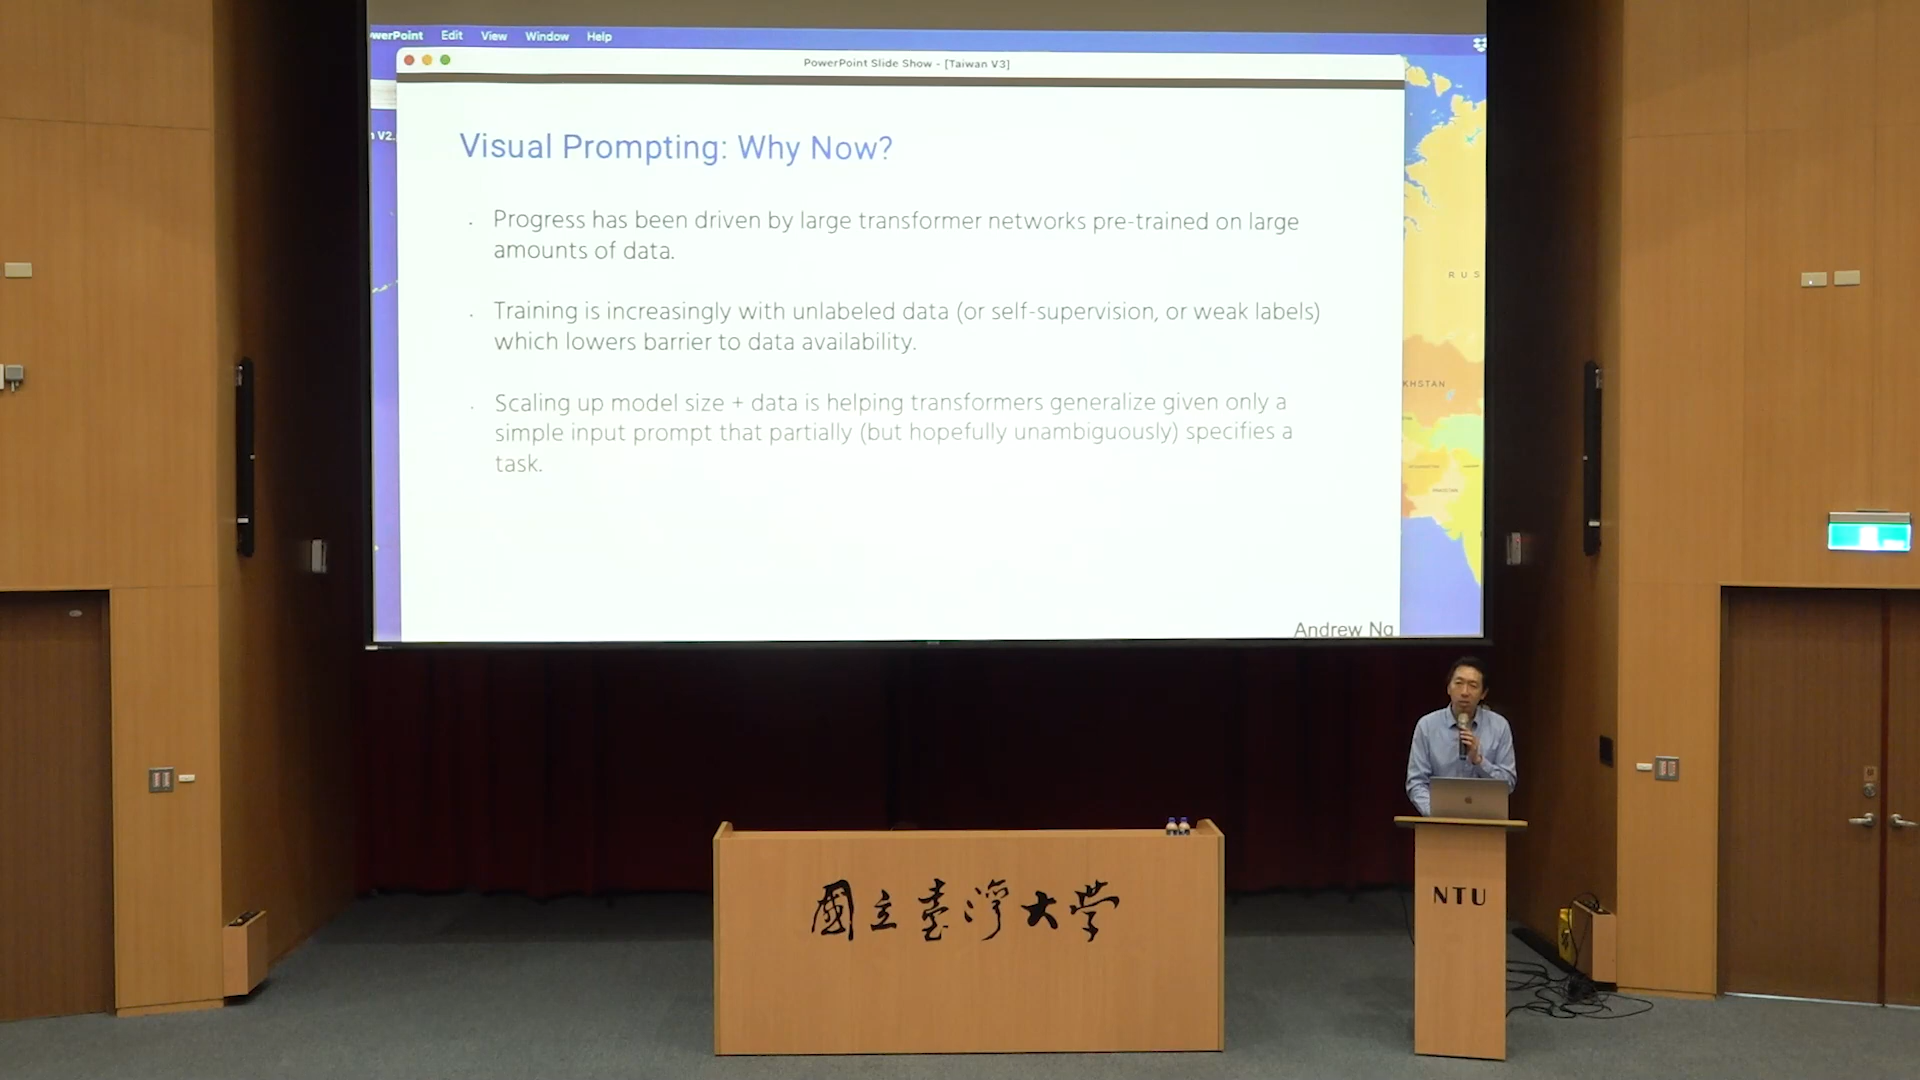 werPoint Edit View Window Help
PowerPoint Slide Show - [Taiwan V3]
V2.
Visual Prompting: Why Now?
Progress has been driven by large transformer networks pre-trained on large
amounts of data.
Training is increasingly with unlabeled data (or self-supervision, or weak labels)
which lowers barrier to data availability.
Scaling up model size + data is helping transformers generalize given only a
simple input prompt that partially (but hopefully unambiguously) specifies a
task.
Andrew Ng
RUS
KHSTAN
國立臺灣大學
NTU